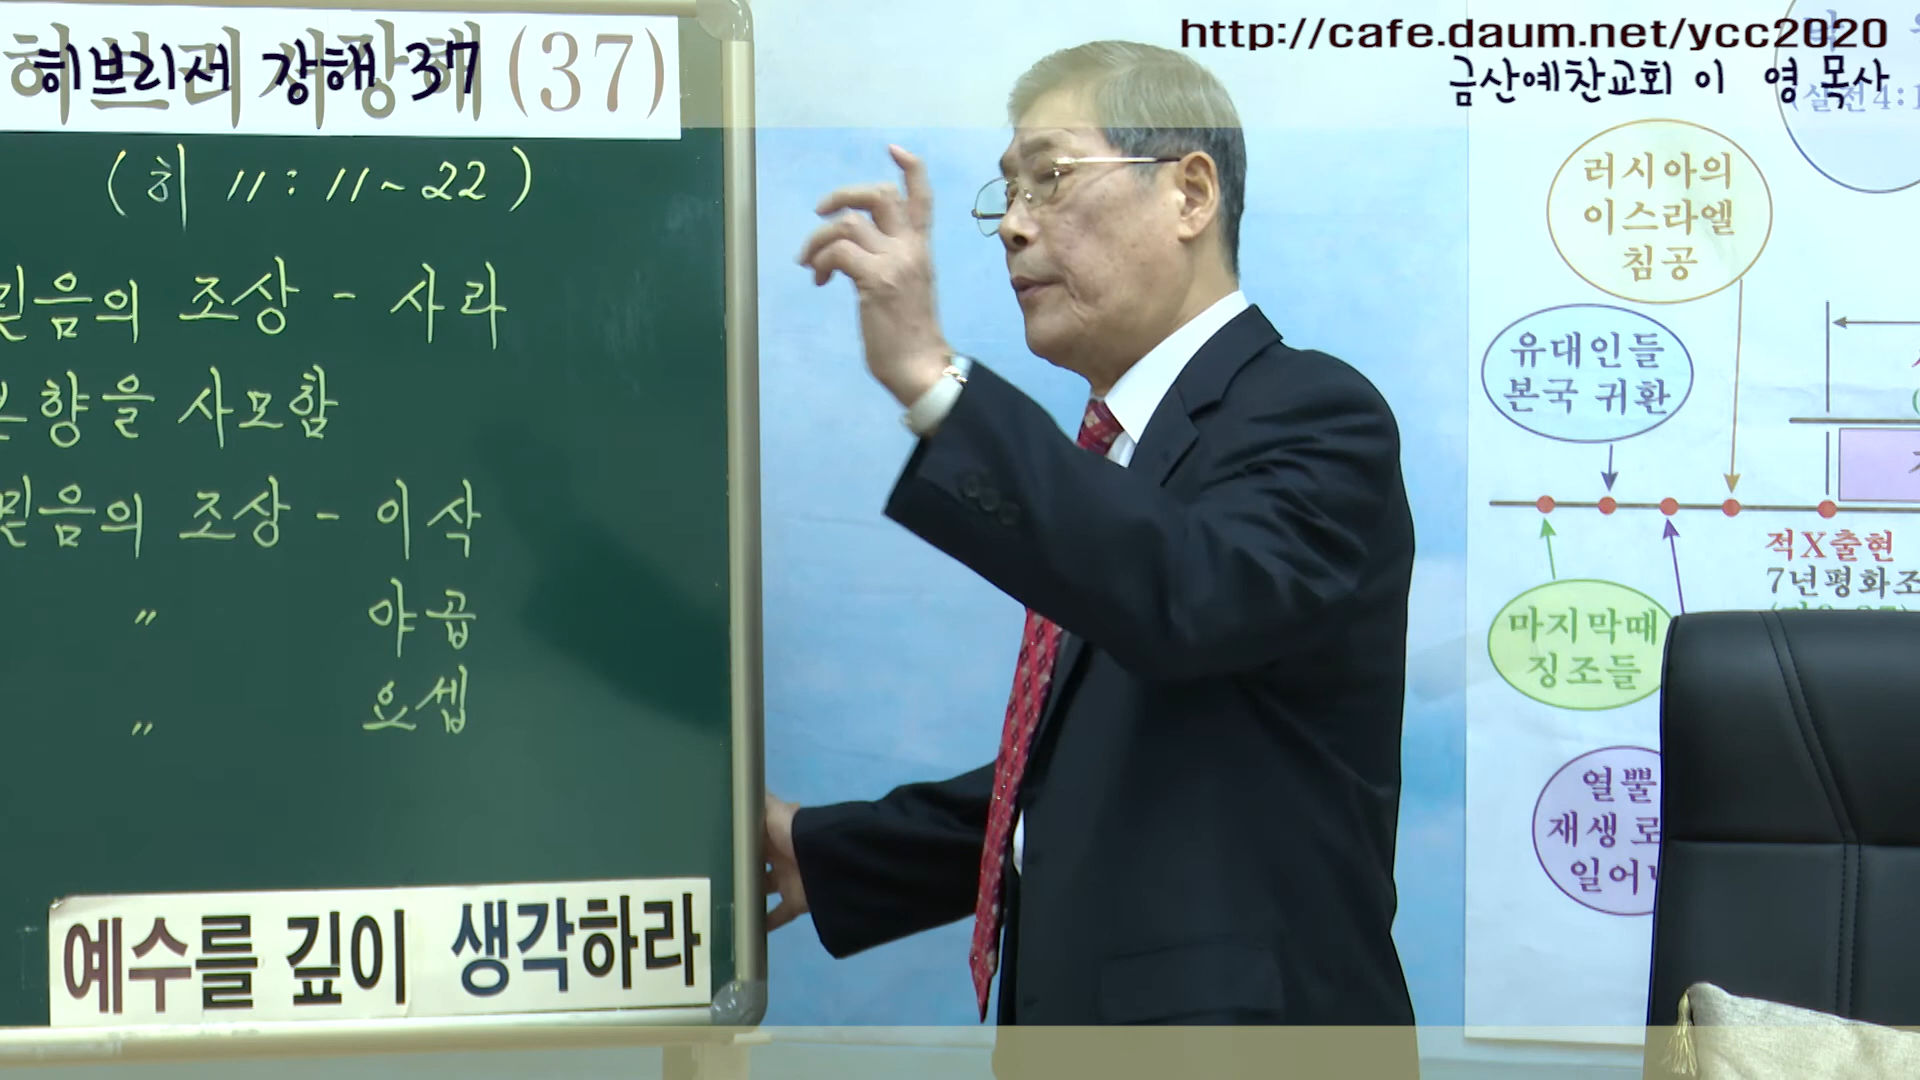 http://cafe.daum.net/ycc2020
금산예찬교회 이 영 목사
히브리서 강해 37
(37)
(히 11:11~22)
믿음의 조상 - 사라
본향을 사모함
믿음의 조상 - 이삭
〃 야곱
〃 요셉
예수를 깊이 생각하라
러시아의
이스라엘
침공
유대인들
본국 귀환
적X출현
7년평화조
마지막때
징조들
열뿔
재생로
일어